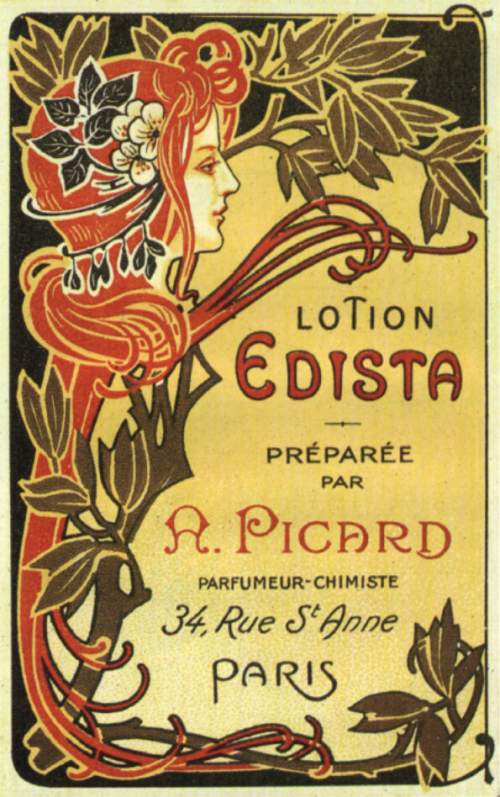 LOTION
EDISTA
PRÉPARÉE
PAR
A. PICARD
PARFUMEUR-CHIMISTE
34, Rue St Anne
PARIS